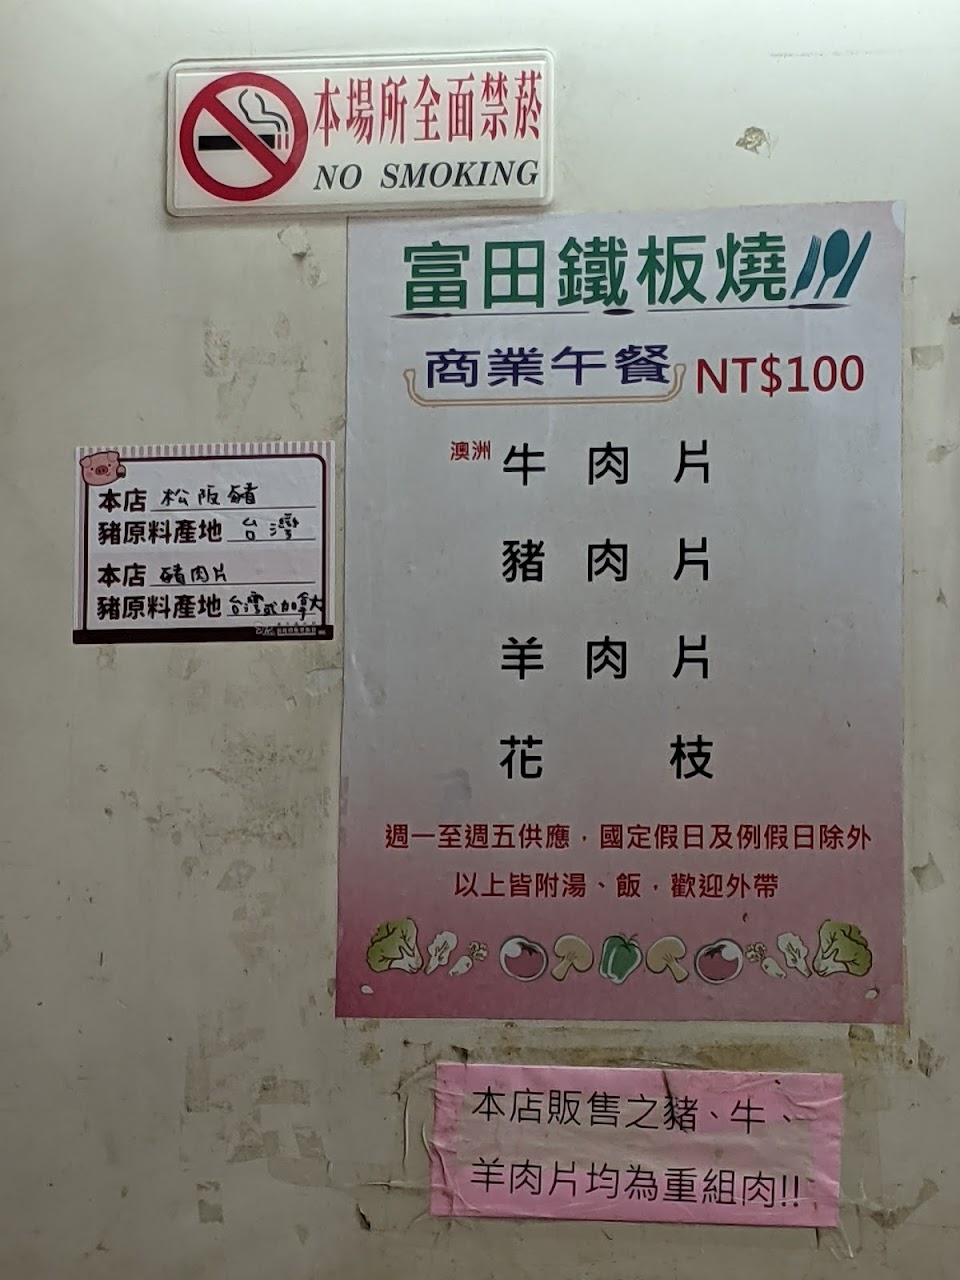 本場所全面禁菸
NO SMOKING
富田鐵板燒
商業午餐 NT$100
澳洲 牛肉片
豬肉片
羊肉片
花枝
週一至週五供應，國定假日及例假日除外
以上皆附湯、飯，歡迎外帶
本店 松阪豬
豬原料產地 台灣
本店 豬肉片
豬原料產地 台灣或加拿大
本店販售之豬、牛、
羊肉片均為重組肉!!